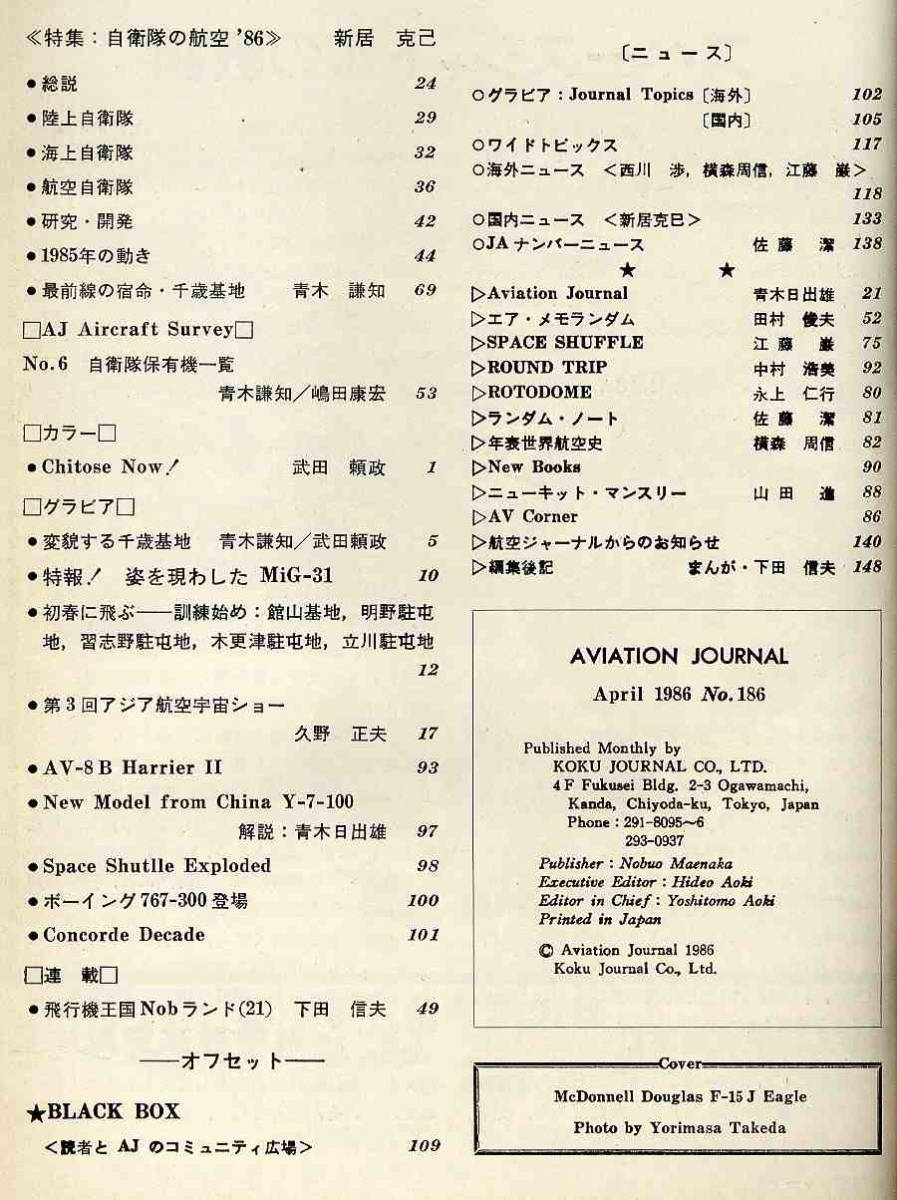 ≪特集：自衛隊の航空’86≫　新居　克己
●総説　24
●陸上自衛隊　29
●海上自衛隊　32
●航空自衛隊　36
●研究・開発　42
●1985年の動き　44
●最前線の宿命・千歳基地　青木　謙知　69
□AJ Aircraft Survey□
No.6　自衛隊保有機一覧
青木謙知／嶋田康宏　53
□カラー□
●Chitose Now！　武田　頼政　1
□グラビア□
●変貌する千歳基地　青木謙知／武田頼政　5
●特報！　姿を現わした MiG-31　10
●初春に飛ぶ――訓練始め：館山基地，明野駐屯
地，習志野駐屯地，木更津駐屯地，立川駐屯地
12
●第3回アジア航空宇宙ショー
久野　正夫　17
●AV-8B Harrier II　93
●New Model from China Y-7-100
解説：青木日出雄　97
●Space Shutlle Exploded　98
●ボーイング767-300登場　100
●Concorde Decade　101
□連　載□
●飛行機王国Nobランド(21)　下田　信夫　49
――オフセット――
★BLACK BOX
＜読者と AJ のコミュニティ広場＞　109
〔ニュース〕
○グラビア：Journal Topics〔海外〕　102
〔国内〕　105
○ワイドトピックス　117
○海外ニュース　＜西川　渉，横森周信，江藤　巌＞
118
○国内ニュース　＜新居克巳＞　133
○JAナンバーニュース　佐藤　潔　138
★　★
▷Aviation Journal　青木日出雄　21
▷エア・メモランダム　田村　俊夫　52
▷SPACE SHUFFLE　江藤　巌　75
▷ROUND TRIP　中村　浩美　92
▷ROTODOME　永上　仁行　80
▷ランダム・ノート　佐藤　潔　81
▷年表世界航空史　横森　周信　82
▷New Books　90
▷ニューキット・マンスリー　山田　進　88
▷AV Corner　86
▷航空ジャーナルからのお知らせ　140
▷編集後記　まんが・下田　信夫　148
AVIATION JOURNAL
April 1986 No.186
Published Monthly by
KOKU JOURNAL CO., LTD.
4F Fukusei Bldg. 2-3 Ogawamachi,
Kanda, Chiyoda-ku, Tokyo, Japan
Phone : 291-8095～6
293-0937
Publisher : Nobuo Maenaka
Executive Editor : Hideo Aoki
Editor in Chief : Yoshitomo Aoki
Printed in Japan
© Aviation Journal 1986
Koku Journal Co., Ltd.
Cover
McDonnell Douglas F-15J Eagle
Photo by Yorimasa Takeda